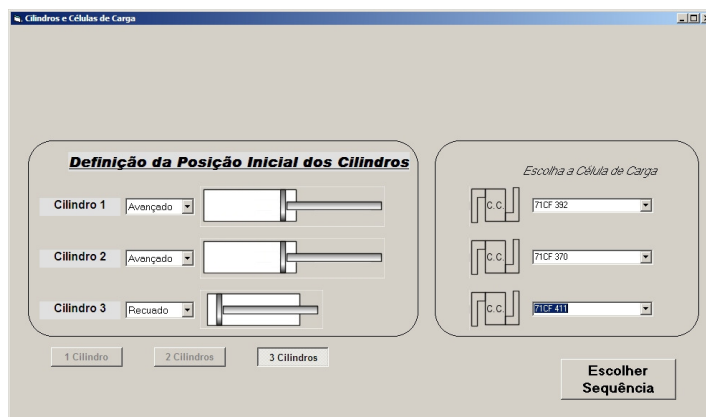 Cilindros e Células de Carga
Definição da Posição Inicial dos Cilindros
Escolha a Célula de Carga
Cilindro 1 Avançado C.C. 71CF 392
Cilindro 2 Avançado C.C. 71CF 370
Cilindro 3 Recuado C.C. 71CF 411
1 Cilindro 2 Cilindros 3 Cilindros
Escolher
Sequência